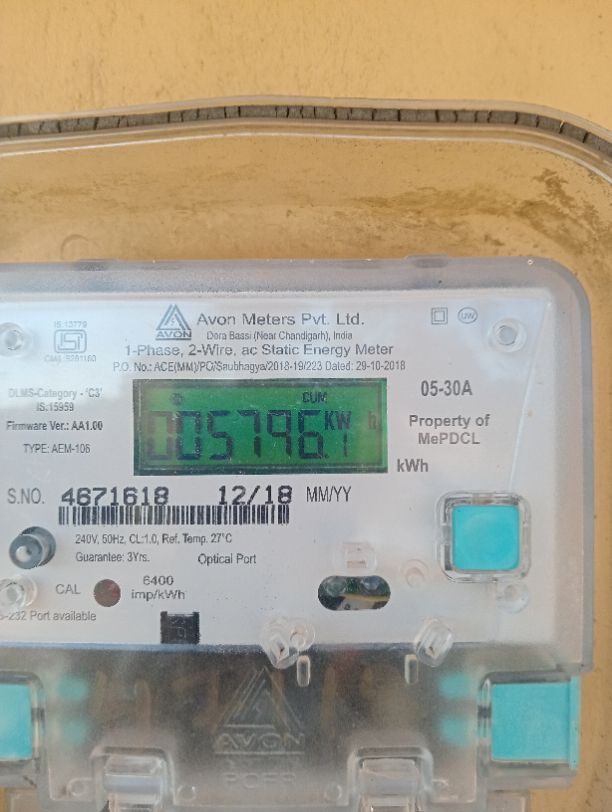 IS:13779
CM/L-9281160
AVON
Avon Meters Pvt. Ltd.
Dera Bassi (Near Chandigarh), India
1-Phase, 2-Wire, ac Static Energy Meter
P.O. No.: ACE(MM)/PO/Saubhagya/2018-19/223 Dated: 29-10-2018
UW
DLMS-Category - 'C3'
IS:15959
Firmware Ver.: AA1.00
TYPE: AEM-106
CUM
005796.1 KW h
kWh
05-30A
Property of
MePDCL
S.NO. 4671618 12/18 MM/YY
240V, 50Hz, CL:1.0, Ref. Temp. 27°C
Guarantee: 3Yrs. Optical Port
CAL
6400
imp/kWh
-232 Port available
AVON